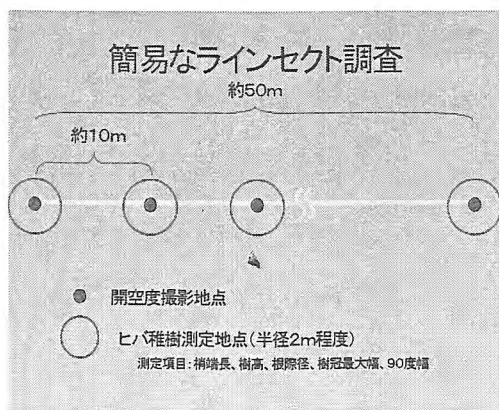 簡易なラインセクト調査
約50m
約10m
開空度撮影地点
ヒバ稚樹測定地点(半径2m程度)
測定項目:梢端長、樹高、根際径、樹冠最大幅、90度幅